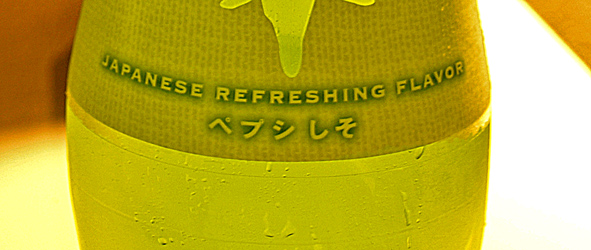 JAPANESE REFRESHING FLAVOR
ペプシ しそ